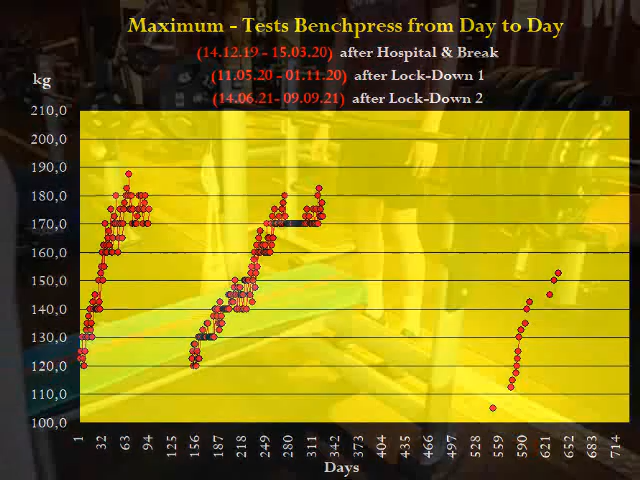 Maximum - Tests Benchpress from Day to Day
(14.12.19 - 15.03.20) after Hospital & Break
(11.05.20 - 01.11.20) after Lock-Down 1
(14.06.21- 09.09.21) after Lock-Down 2
kg
210,0
200,0
190,0
180,0
170,0
160,0
150,0
140,0
130,0
120,0
110,0
100,0
1 32 63 94 125 156 187 218 249 280 311 342 373 404 435 466 497 528 559 590 621 652 683 714
Days